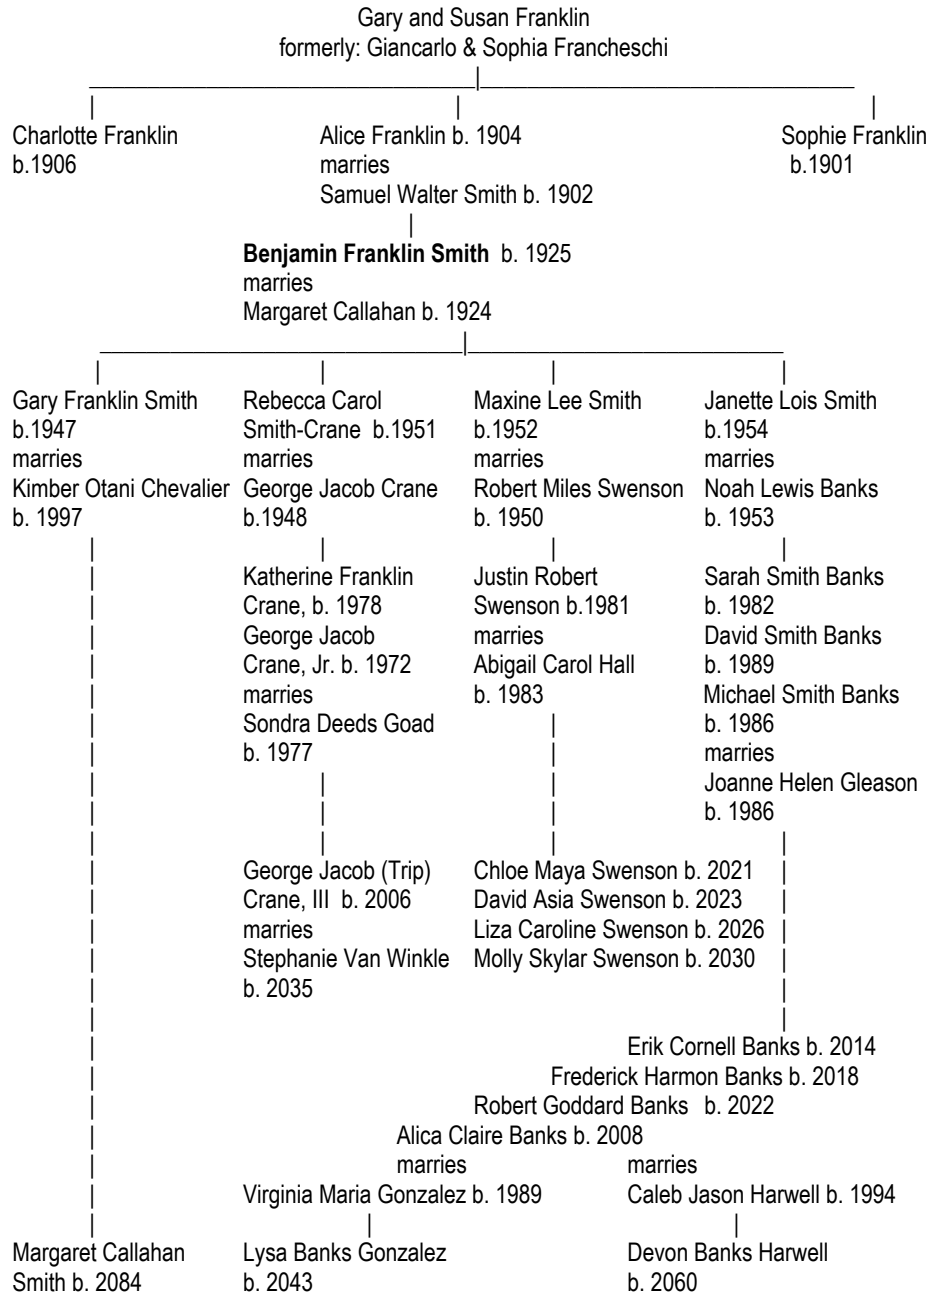 Gary and Susan Franklin
formerly: Giancarlo & Sophia Francheschi
Charlotte Franklin
b.1906
Alice Franklin b. 1904
marries
Samuel Walter Smith b. 1902
Sophie Franklin
b.1901
Benjamin Franklin Smith b. 1925
marries
Margaret Callahan b. 1924
Gary Franklin Smith
b.1947
marries
Kimber Otani Chevalier
b. 1997
Rebecca Carol
Smith-Crane b.1951
marries
George Jacob Crane
b.1948
Maxine Lee Smith
b.1952
marries
Robert Miles Swenson
b. 1950
Janette Lois Smith
b.1954
marries
Noah Lewis Banks
b. 1953
Katherine Franklin
Crane, b. 1978
George Jacob
Crane, Jr. b. 1972
marries
Sondra Deeds Goad
b. 1977
Justin Robert
Swenson b.1981
marries
Abigail Carol Hall
b. 1983
Sarah Smith Banks
b. 1982
David Smith Banks
b. 1989
Michael Smith Banks
b. 1986
marries
Joanne Helen Gleason
b. 1986
George Jacob (Trip)
Crane, III b. 2006
marries
Stephanie Van Winkle
b. 2035
Chloe Maya Swenson b. 2021
David Asia Swenson b. 2023
Liza Caroline Swenson b. 2026
Molly Skylar Swenson b. 2030
Erik Cornell Banks b. 2014
Frederick Harmon Banks b. 2018
Robert Goddard Banks b. 2022
Alica Claire Banks b. 2008
marries
marries
Virginia Maria Gonzalez b. 1989
Caleb Jason Harwell b. 1994
Margaret Callahan
Smith b. 2084
Lysa Banks Gonzalez
b. 2043
Devon Banks Harwell
b. 2060